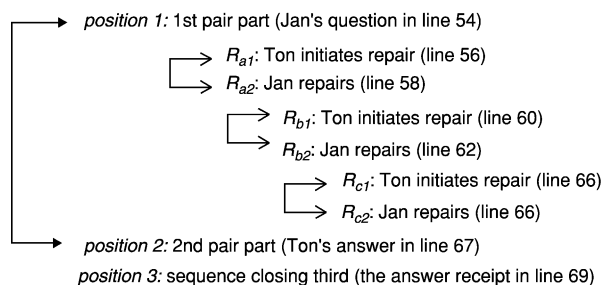 position 1: 1st pair part (Jan's question in line 54)
Ra1: Ton initiates repair (line 56)
Ra2: Jan repairs (line 58)
Rb1: Ton initiates repair (line 60)
Rb2: Jan repairs (line 62)
Rc1: Ton initiates repair (line 66)
Rc2: Jan repairs (line 66)
position 2: 2nd pair part (Ton's answer in line 67)
position 3: sequence closing third (the answer receipt in line 69)